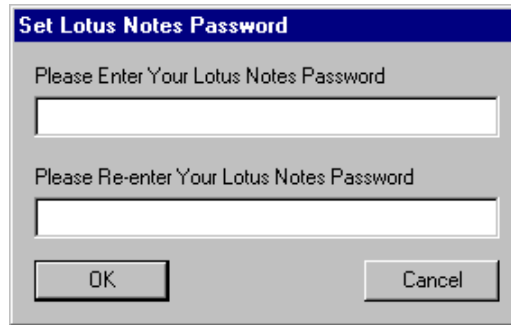 Set Lotus Notes Password
Please Enter Your Lotus Notes Password
Please Re-enter Your Lotus Notes Password
OK
Cancel